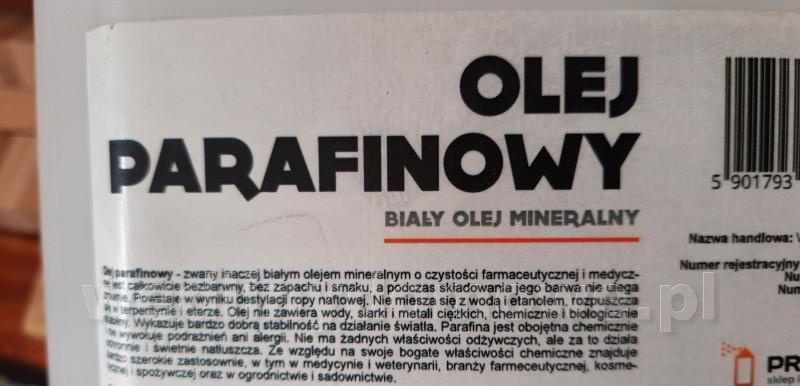 OLEJ
PARAFINOWY
BIAŁY OLEJ MINERALNY
5 901793
Nazwa handlowa:
Numer rejestracyjny
Olej parafinowy - zwany inaczej białym olejem mineralnym o czystości farmaceutycznej i medycz-
jest całkowicie bezbarwny, bez zapachu i smaku, a podczas składowania jego barwa nie ulega
zmianie. Powstaje w wyniku destylacji ropy naftowej. Nie miesza się z wodą i etanolem, rozpuszcza
się w terpentynie i eterze. Olej nie zawiera wody, siarki i metali ciężkich, chemicznie i biologicznie
Wykazuje bardzo dobrą stabilność na działanie światła. Parafina jest obojętna chemicznie
nie wywołuje podrażnień ani alergii. Nie ma żadnych właściwości odżywczych, ale za to działa
ochronnie i świetnie natłuszcza. Ze względu na swoje bogate właściwości chemiczne znajduje
bardzo szerokie zastosownie, w tym w medycynie i weterynarii, branży farmaceutycznej, kosme-
tycznej i spożywczej oraz w ogrodnictwie i sadownictwie.
sklep